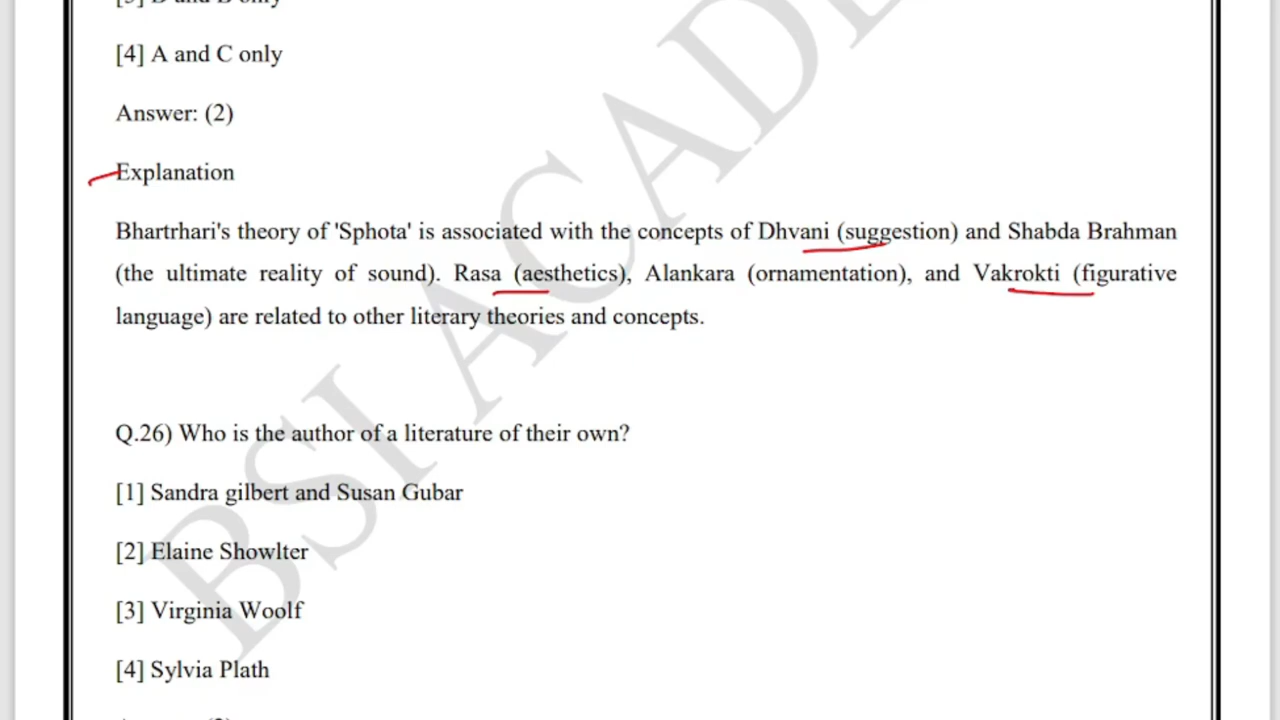 [4] A and C only
Answer: (2)
Explanation
Bhartrhari's theory of 'Sphota' is associated with the concepts of Dhvani (suggestion) and Shabda Brahman
(the ultimate reality of sound). Rasa (aesthetics), Alankara (ornamentation), and Vakrokti (figurative
language) are related to other literary theories and concepts.
Q.26) Who is the author of a literature of their own?
[1] Sandra gilbert and Susan Gubar
[2] Elaine Showlter
[3] Virginia Woolf
[4] Sylvia Plath
BSI ACADE